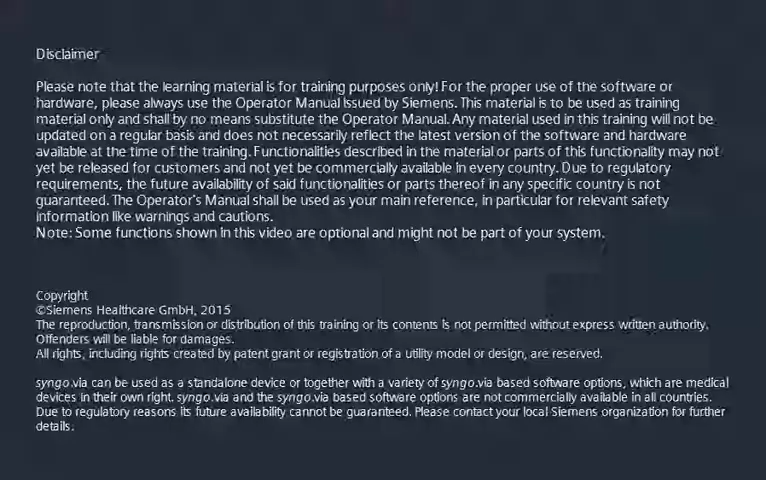 Disclaimer
Please note that the learning material is for training purposes only! For the proper use of the software or
hardware, please always use the Operator Manual issued by Siemens. This material is to be used as training
material only and shall by no means substitute the Operator Manual. Any material used in this training will not be
updated on a regular basis and does not necessarily reflect the latest version of the software and hardware
available at the time of the training. Functionalities described in the material or parts of this functionality may not
yet be released for customers and not yet be commercially available in every country. Due to regulatory
requirements, the future availability of said functionalities or parts thereof in any specific country is not
guaranteed. The Operator's Manual shall be used as your main reference, in particular for relevant safety
information like warnings and cautions.
Note: Some functions shown in this video are optional and might not be part of your system.
Copyright
©Siemens Healthcare GmbH, 2015
The reproduction, transmission or distribution of this training or its contents is not permitted without express written authority.
Offenders will be liable for damages.
All rights, including rights created by patent grant or registration of a utility model or design, are reserved.
syngo.via can be used as a standalone device or together with a variety of syngo.via based software options, which are medical
devices in their own right. syngo.via and the syngo.via based software options are not commercially available in all countries.
Due to regulatory reasons its future availability cannot be guaranteed. Please contact your local Siemens organization for further
details.